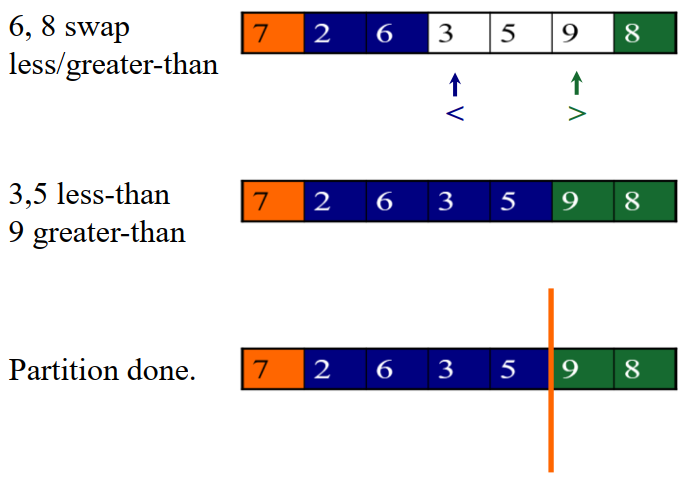 6, 8 swap
less/greater-than
7 2 6 3 5 9 8
< >
3,5 less-than
9 greater-than
7 2 6 3 5 9 8
Partition done.
7 2 6 3 5 9 8